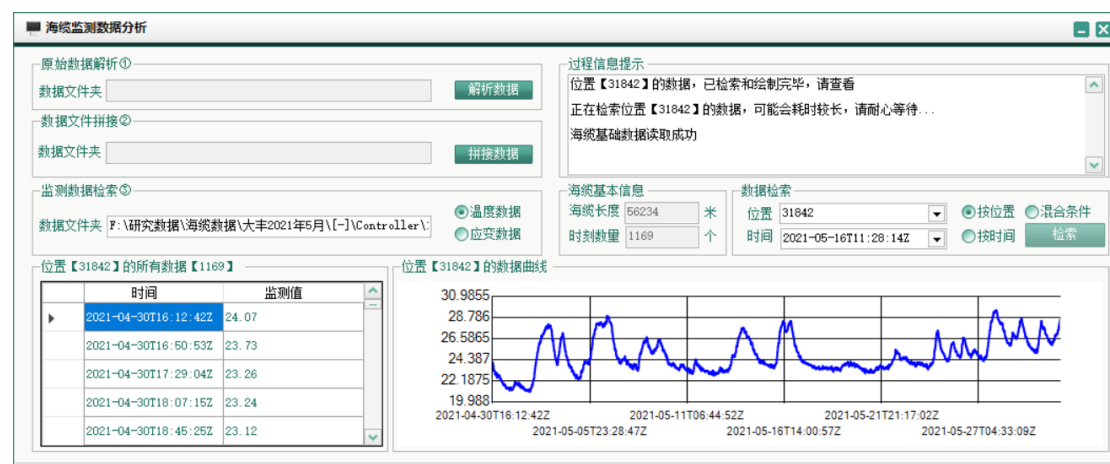 海缆监测数据分析
原始数据解析①
数据文件夹
解析数据
数据文件拼接②
数据文件夹
拼接数据
监测数据检索③
数据文件夹 F:\研究数据\海缆数据\大丰2021年5月\[-]\Controller\
温度数据
应变数据
过程信息提示
位置【31842】的数据，已检索和绘制完毕，请查看
正在检索位置【31842】的数据，可能会耗时较长，请耐心等待...
海缆基础数据读取成功
海缆基本信息
海缆长度 56234 米
时刻数量 1169 个
数据检索
位置 31842
时间 2021-05-16T11:28:14Z
按位置 混合条件
按时间 检索
位置【31842】的所有数据【1169】
时间 监测值
2021-04-30T16:12:42Z 24.07
2021-04-30T16:50:53Z 23.73
2021-04-30T17:29:04Z 23.26
2021-04-30T18:07:15Z 23.24
2021-04-30T18:45:25Z 23.12
位置【31842】的数据曲线
30.9855
28.786
26.5865
24.387
22.1875
19.988
2021-04-30T16:12:42Z 2021-05-11T06:44:52Z 2021-05-21T21:17:02Z
2021-05-05T23:28:47Z 2021-05-16T14:00:57Z 2021-05-27T04:33:09Z